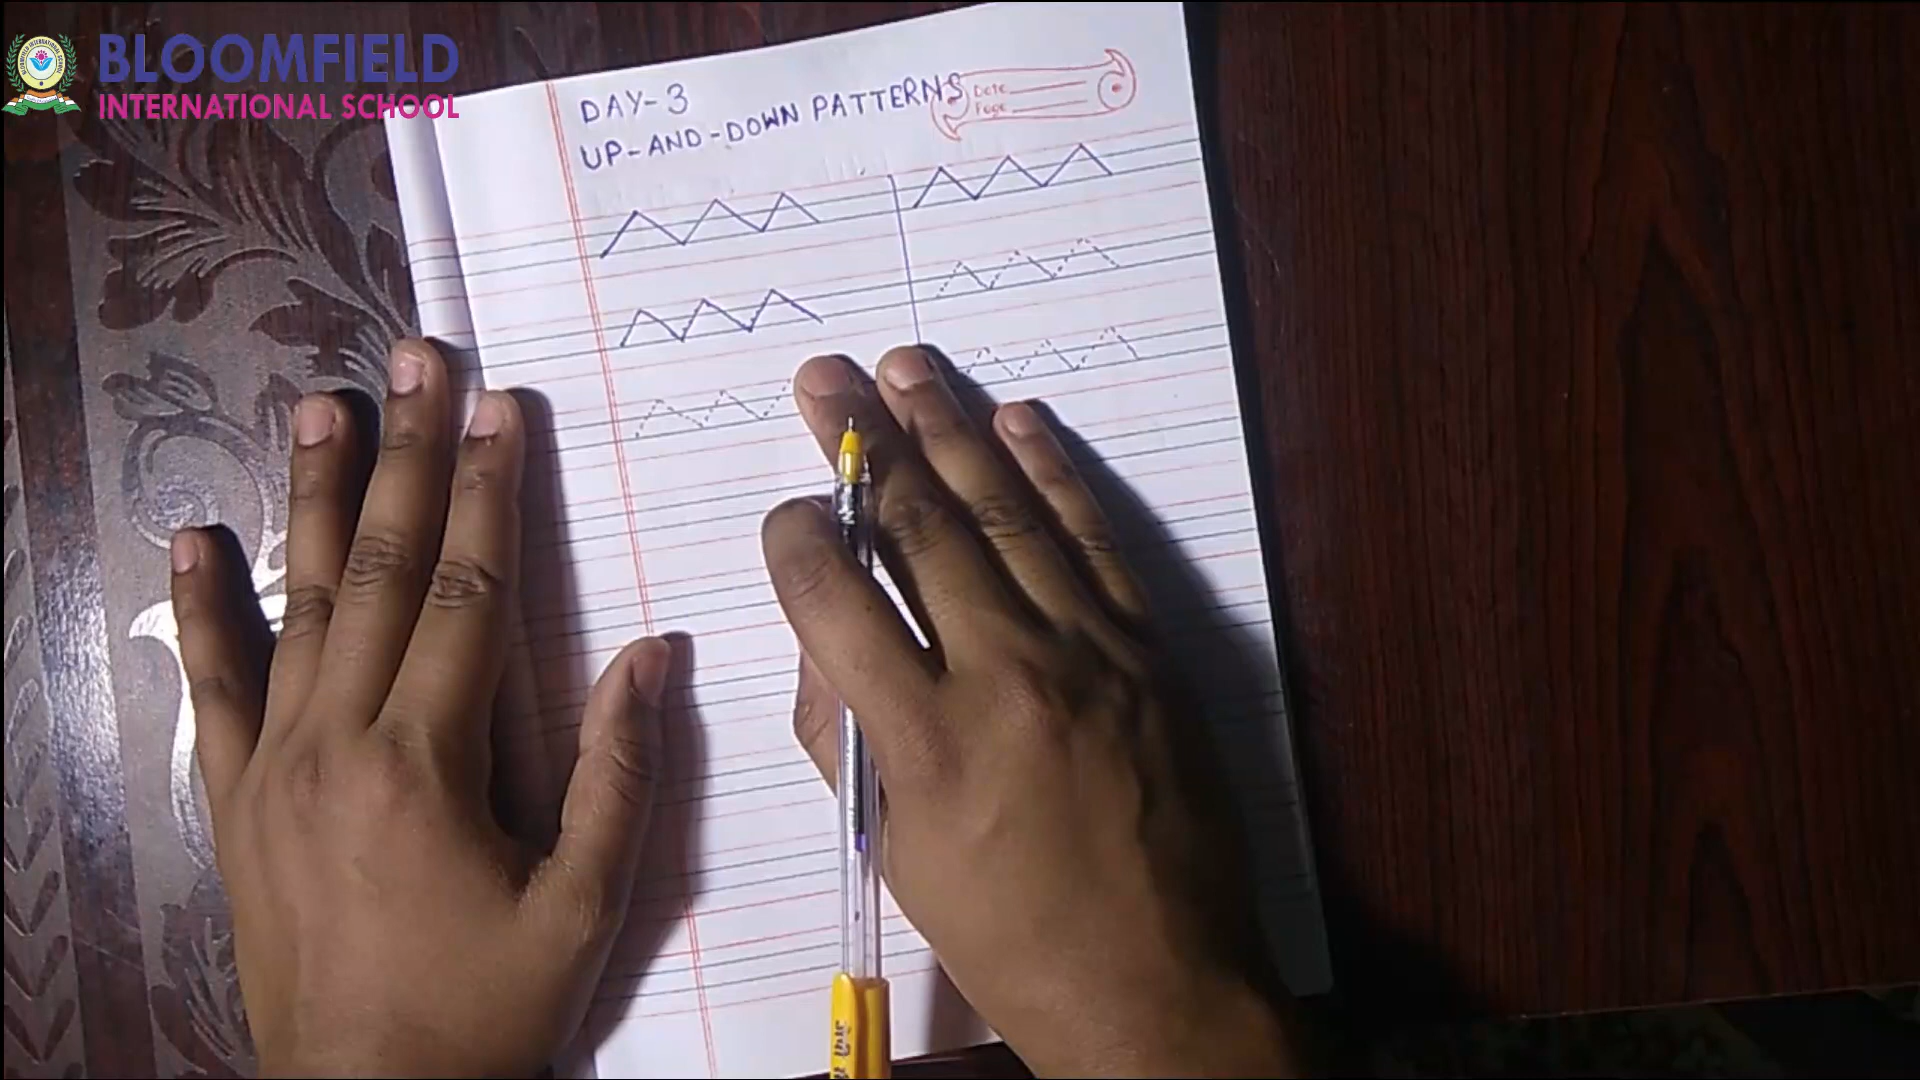 BLOOMFIELD
INTERNATIONAL SCHOOL
DAY-3
UP-AND-DOWN PATTERNS
Date
Page